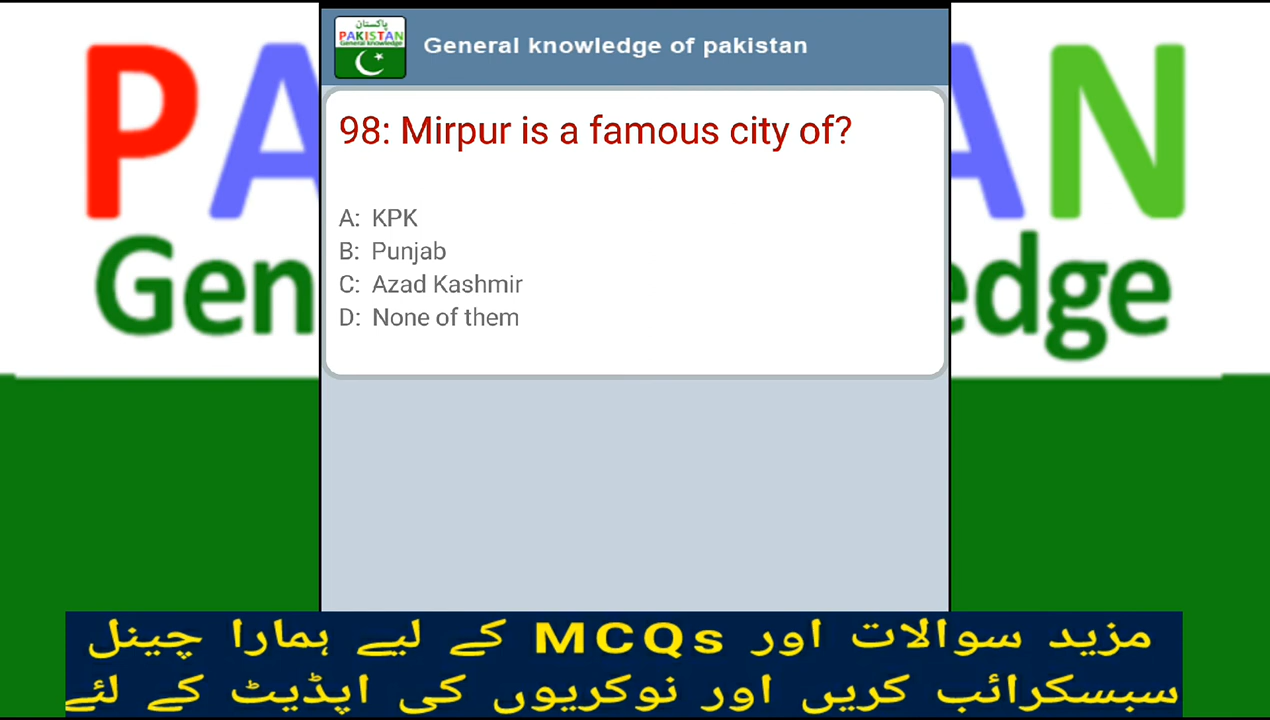 پاکستان
PAKISTAN
General knowledge
General knowledge of pakistan
PA AN
Gen edge
98: Mirpur is a famous city of?
A: KPK
B: Punjab
C: Azad Kashmir
D: None of them
مزید سوالات اور MCQs کے لیے ہمارا چینل
سبسکرائب کریں اور نوکریوں کی اپڈیٹ کے لئے